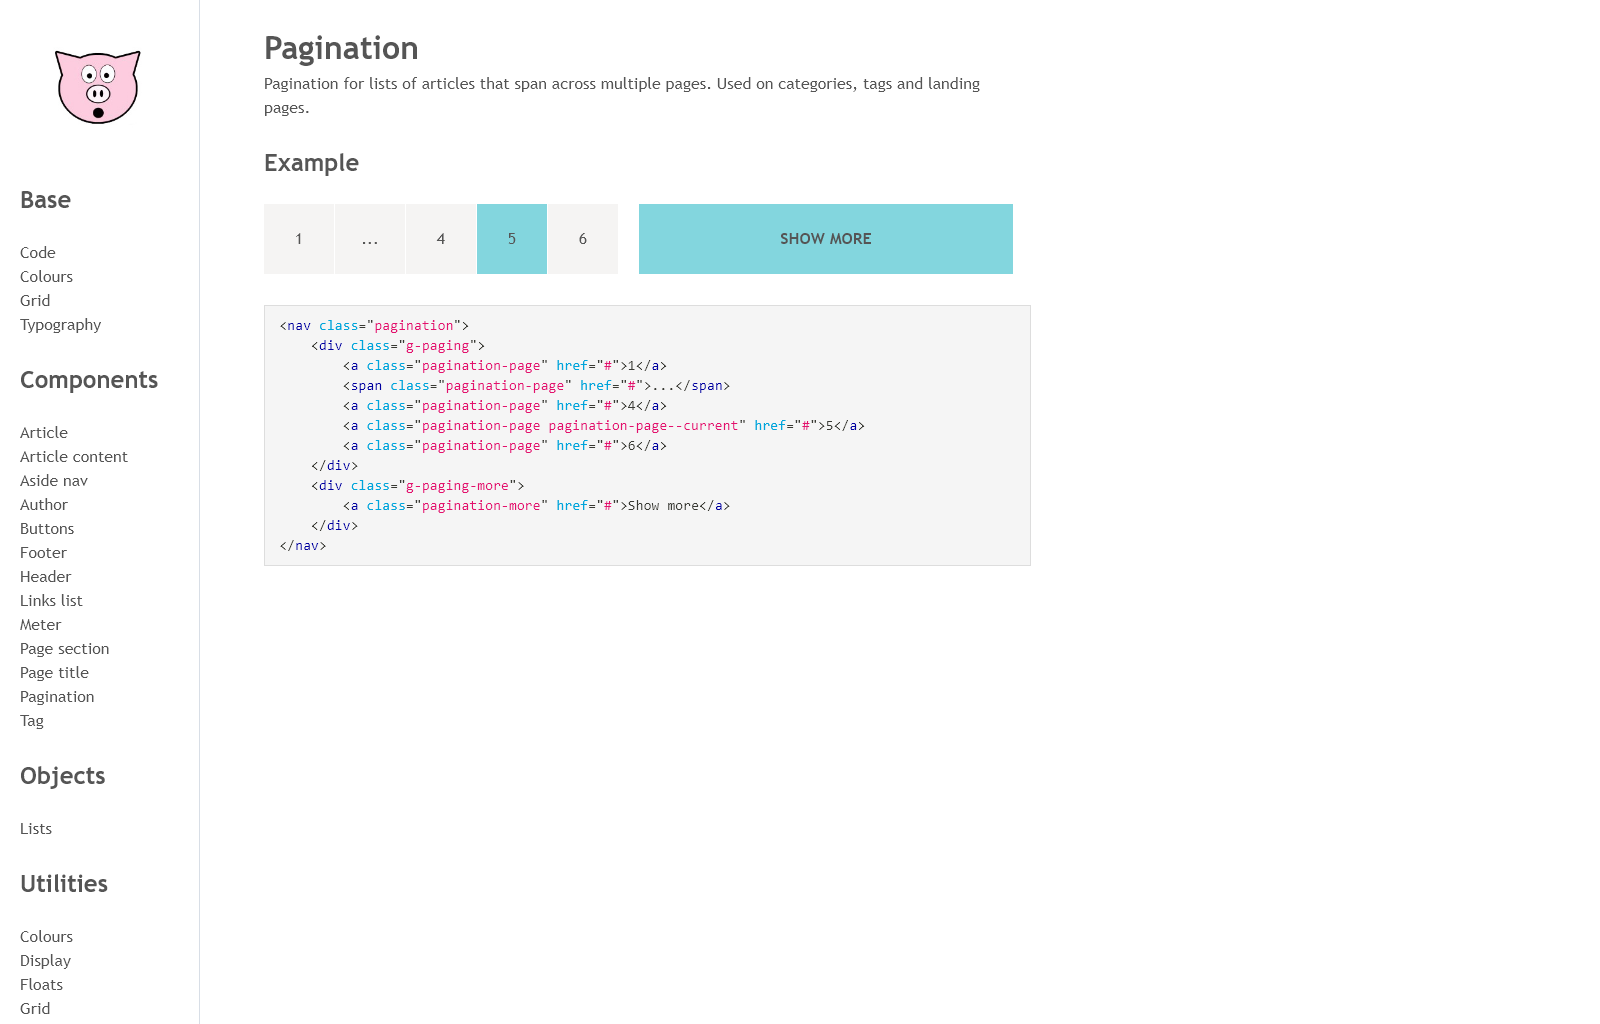 Base
Code
Colours
Grid
Typography
Components
Article
Article content
Aside nav
Author
Buttons
Footer
Header
Links list
Meter
Page section
Page title
Pagination
Tag
Objects
Lists
Utilities
Colours
Display
Floats
Grid
Pagination
Pagination for lists of articles that span across multiple pages. Used on categories, tags and landing
pages.
Example
1 ... 4 5 6 SHOW MORE
<nav class="pagination">
    <div class="g-paging">
        <a class="pagination-page" href="#">1</a>
        <span class="pagination-page" href="#">...</span>
        <a class="pagination-page" href="#">4</a>
        <a class="pagination-page pagination-page--current" href="#">5</a>
        <a class="pagination-page" href="#">6</a>
    </div>
    <div class="g-paging-more">
        <a class="pagination-more" href="#">Show more</a>
    </div>
</nav>